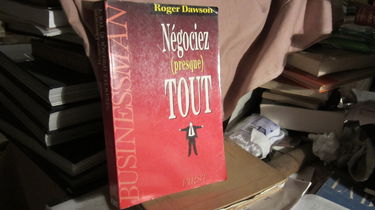 Roger Dawson
Négociez
(presque)
TOUT
BUSINESSMAN